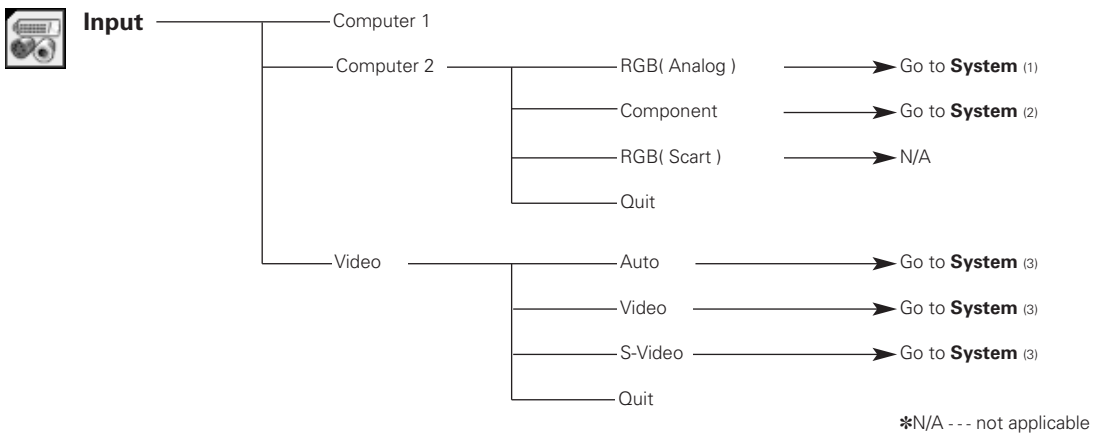 Input
Computer 1
Computer 2
RGB( Analog ) Go to System (1)
Component Go to System (2)
RGB( Scart ) N/A
Quit
Video
Auto Go to System (3)
Video Go to System (3)
S-Video Go to System (3)
Quit
✽N/A - - - not applicable